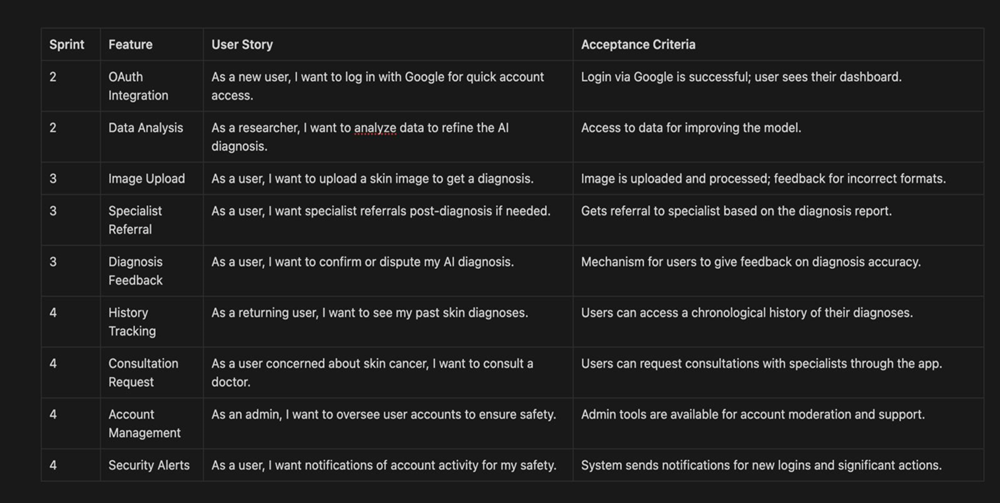 Sprint Feature User Story Acceptance Criteria
2 OAuth Integration As a new user, I want to log in with Google for quick account access. Login via Google is successful; user sees their dashboard.
2 Data Analysis As a researcher, I want to analyze data to refine the AI diagnosis. Access to data for improving the model.
3 Image Upload As a user, I want to upload a skin image to get a diagnosis. Image is uploaded and processed; feedback for incorrect formats.
3 Specialist Referral As a user, I want specialist referrals post-diagnosis if needed. Gets referral to specialist based on the diagnosis report.
3 Diagnosis Feedback As a user, I want to confirm or dispute my AI diagnosis. Mechanism for users to give feedback on diagnosis accuracy.
4 History Tracking As a returning user, I want to see my past skin diagnoses. Users can access a chronological history of their diagnoses.
4 Consultation Request As a user concerned about skin cancer, I want to consult a doctor. Users can request consultations with specialists through the app.
4 Account Management As an admin, I want to oversee user accounts to ensure safety. Admin tools are available for account moderation and support.
4 Security Alerts As a user, I want notifications of account activity for my safety. System sends notifications for new logins and significant actions.